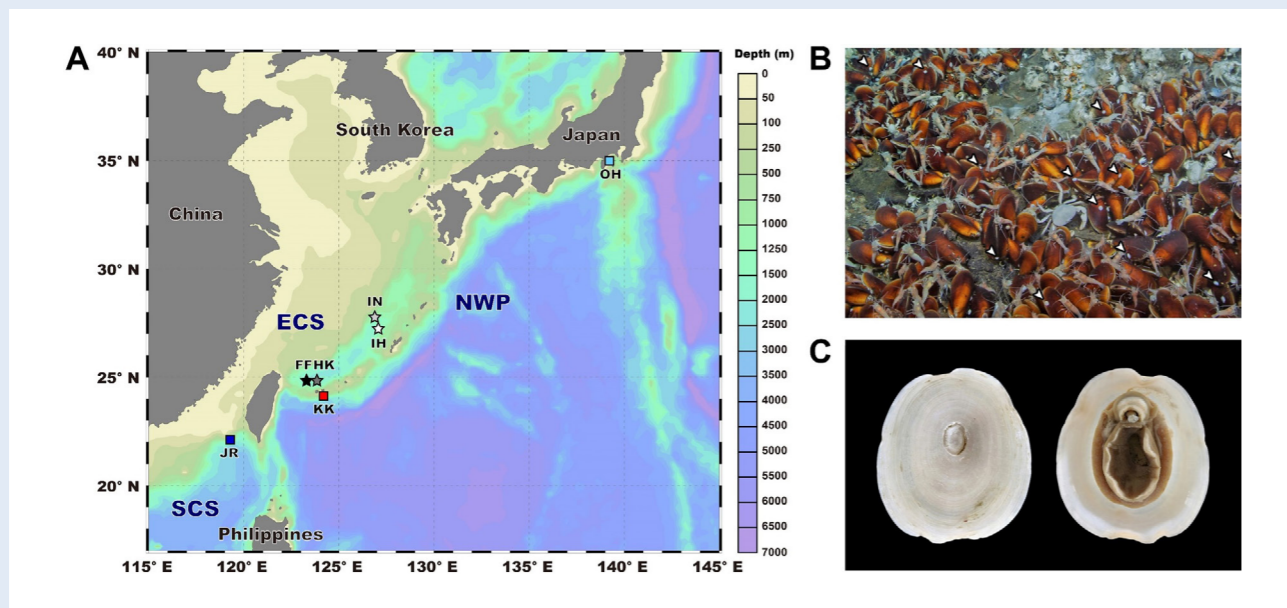 A
40° N
35° N
30° N
25° N
20° N
115° E
120° E
125° E
130° E
135° E
140° E
145° E
South Korea
Japan
China
OH
IN
IH
ECS
NWP
FF
HK
KK
JR
SCS
Philippines
Depth (m)
0
50
100
250
500
750
1000
1250
1500
2000
2500
3000
3500
4000
4500
5000
5500
6000
6500
7000
B
C